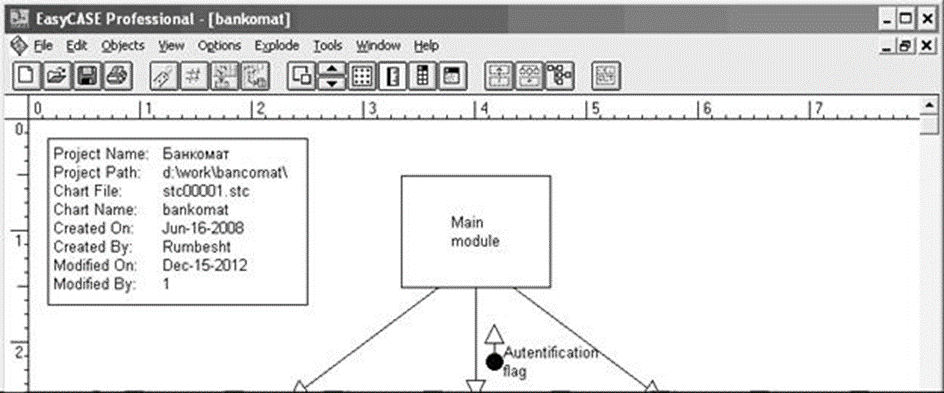 EasyCASE Professional - [bankomat]
File Edit Objects View Options Explode Tools Window Help
0 1 2 3 4 5 6 7
0
Project Name: Банкомат
Project Path: d:\work\bancomat\
Chart File: stc00001.stc
Chart Name: bankomat
Created On: Jun-16-2008
Created By: Rumbesht
Modified On: Dec-15-2012
Modified By: 1
Main
module
1
2
Autentification
flag